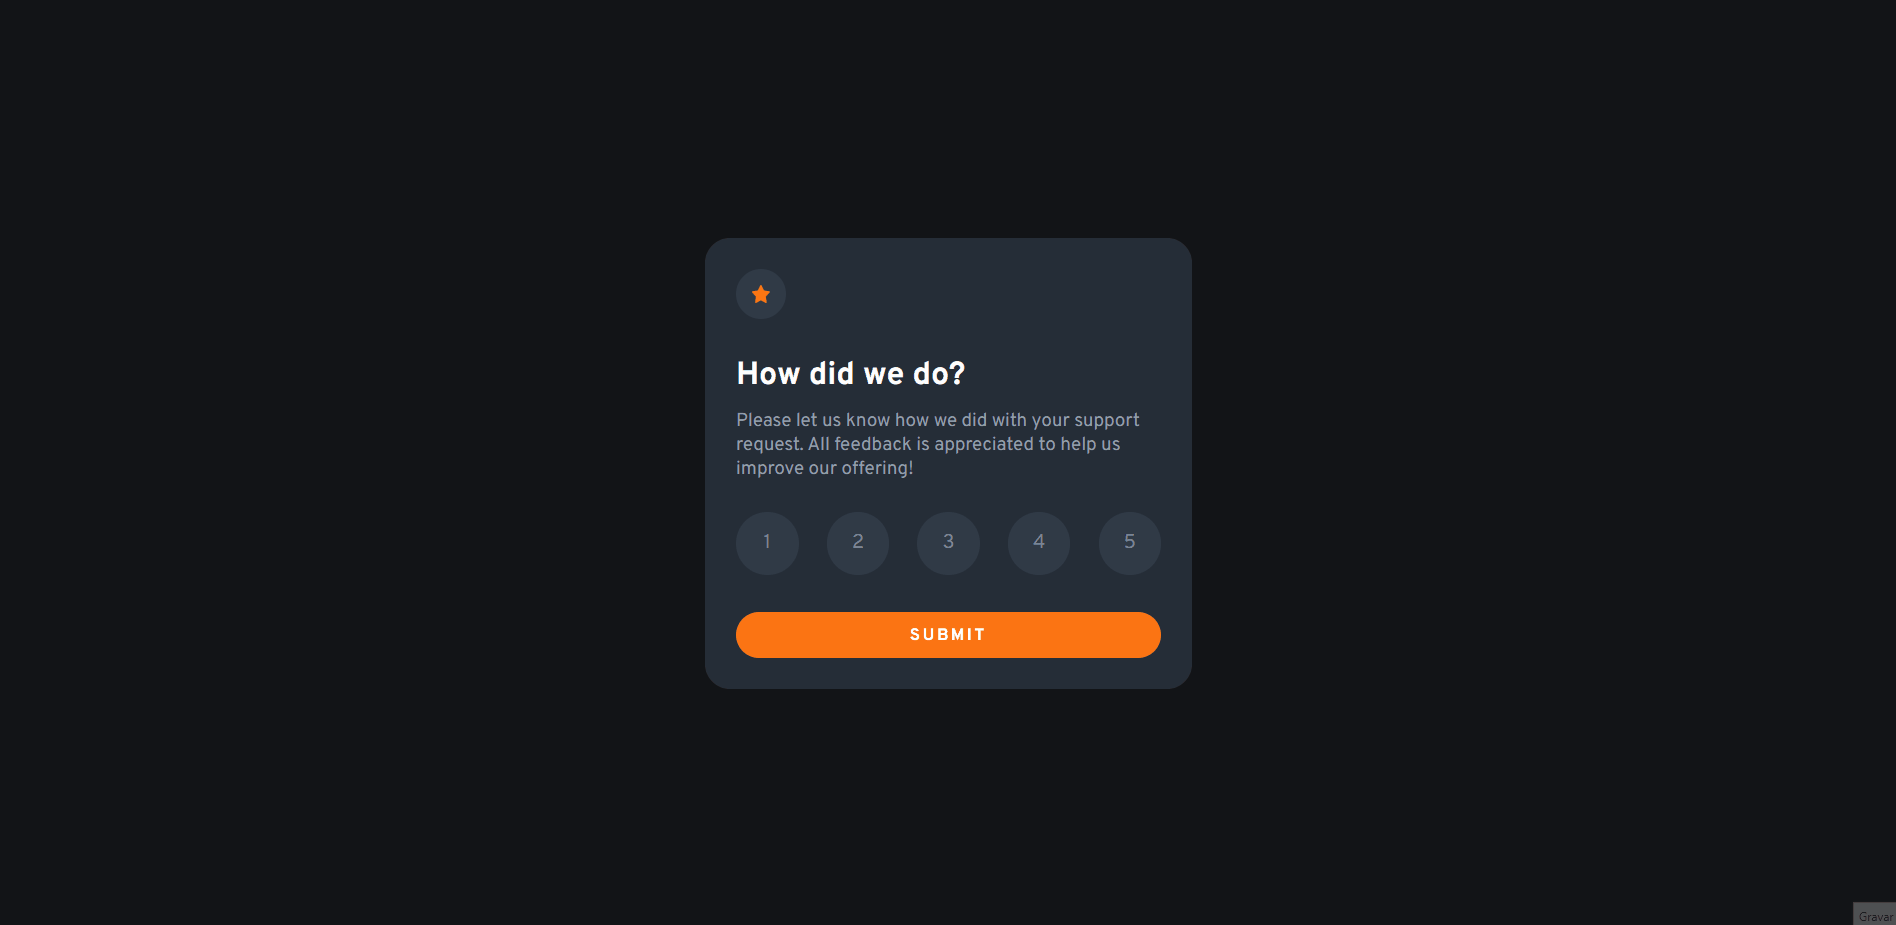 How did we do?
Please let us know how we did with your support
request. All feedback is appreciated to help us
improve our offering!
1 2 3 4 5
SUBMIT
Gravar